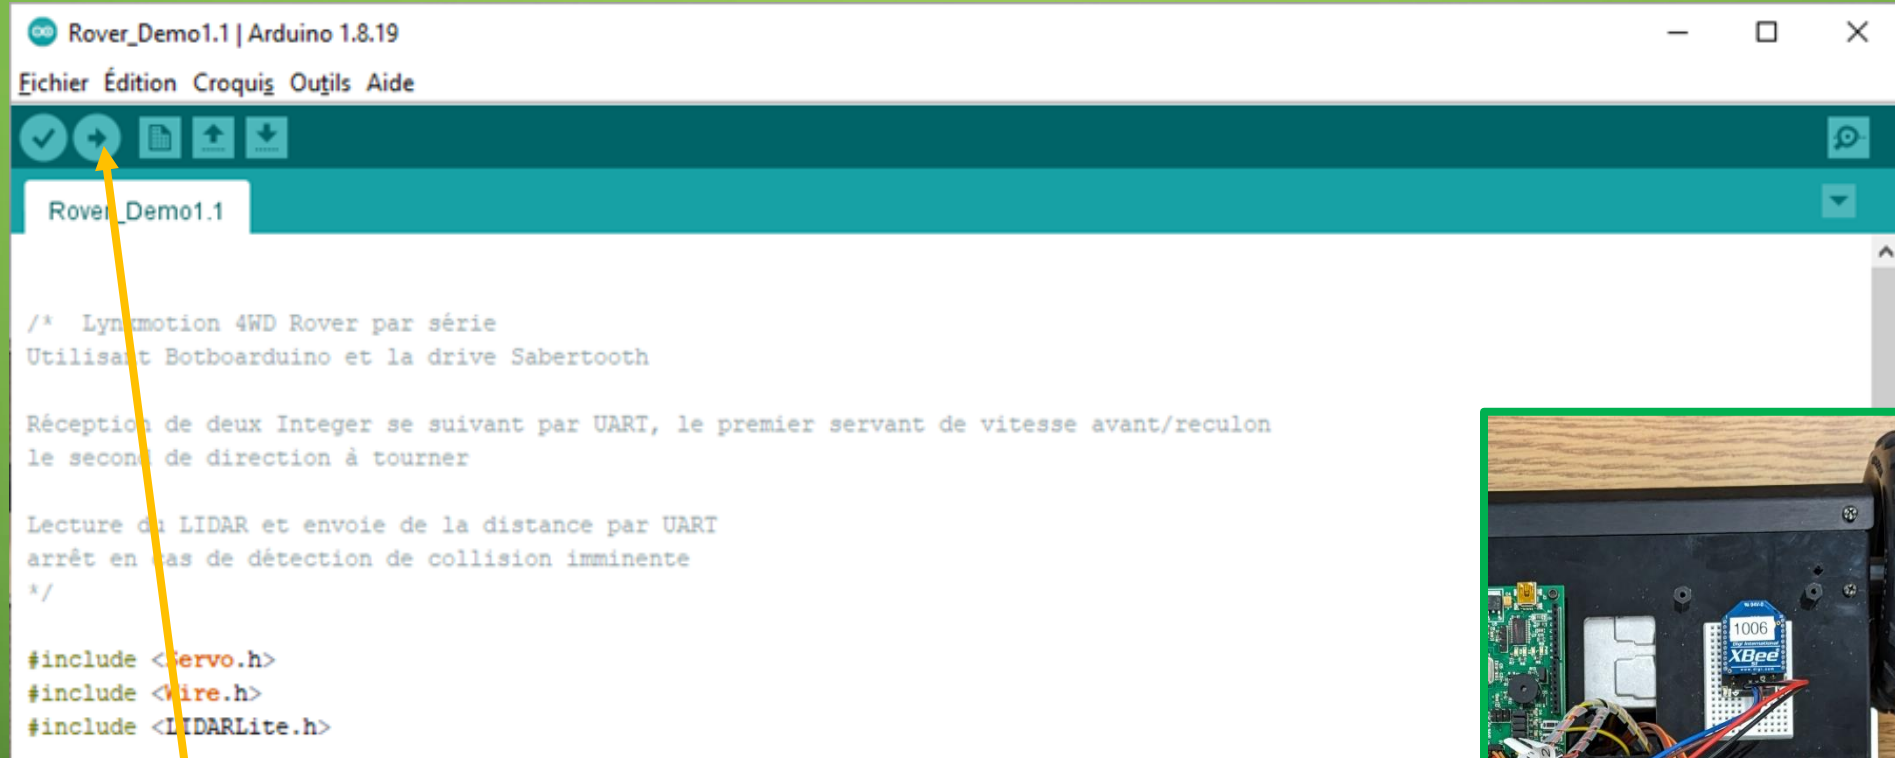 Rover_Demo1.1 | Arduino 1.8.19
Fichier Édition Croquis Outils Aide
Rover_Demo1.1
/* Lynxmotion 4WD Rover par série
Utilisant Botboarduino et la drive Sabertooth
Réception de deux Integer se suivant par UART, le premier servant de vitesse avant/reculon
le second de direction à tourner
Lecture du LIDAR et envoie de la distance par UART
arrêt en cas de détection de collision imminente
*/
#include <Servo.h>
#include <Wire.h>
#include <LIDARLite.h>
1006
XBee